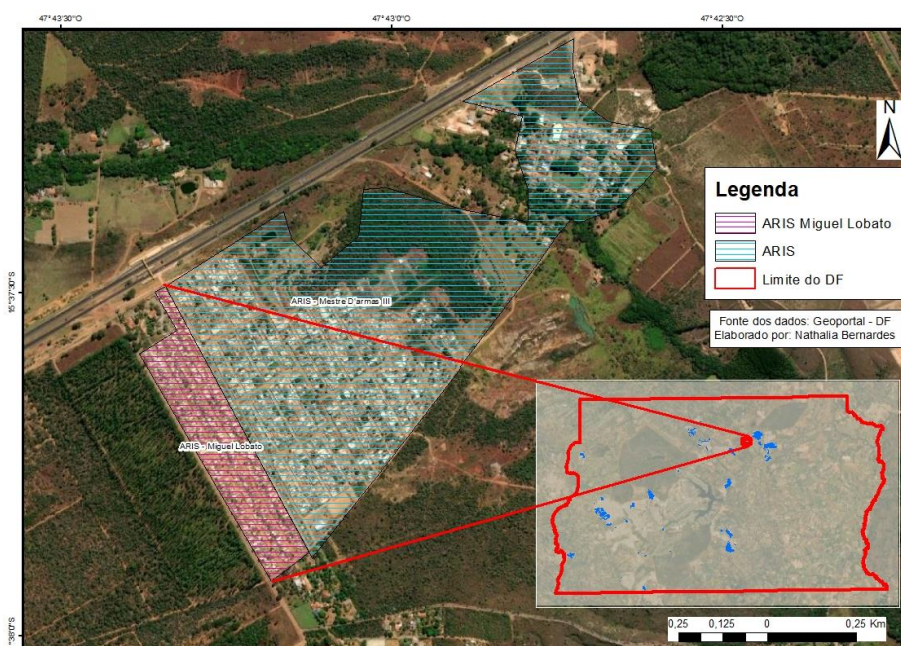 47°43'30"O
47°43'0"O
47°42'30"O
N
Legenda
ARIS Miguel Lobato
ARIS
Limite do DF
15°37'30"S
ARIS - Mestre D'armas III
Fonte dos dados: Geoportal - DF
Elaborado por: Nathalia Bernardes
ARIS - Miguel Lobato
°38'0"S
0,25 0,125 0 0,25 Km